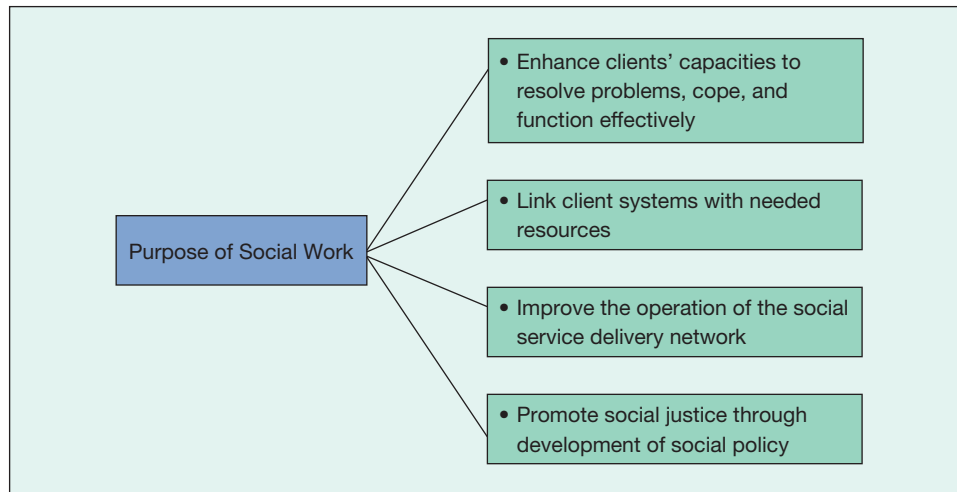 • Enhance clients’ capacities to
resolve problems, cope, and
function effectively
• Link client systems with needed
resources
Purpose of Social Work
• Improve the operation of the social
service delivery network
• Promote social justice through
development of social policy